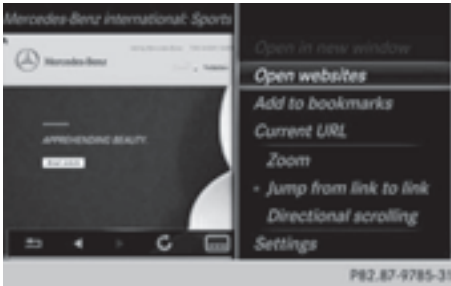 Mercedes-Benz international: Sports
Mercedes-Benz
APPREHENDING BEAUTY.
Open in new window
Open websites
Add to bookmarks
Current URL
Zoom
Jump from link to link
Directional scrolling
Settings
P82.87-9785-31